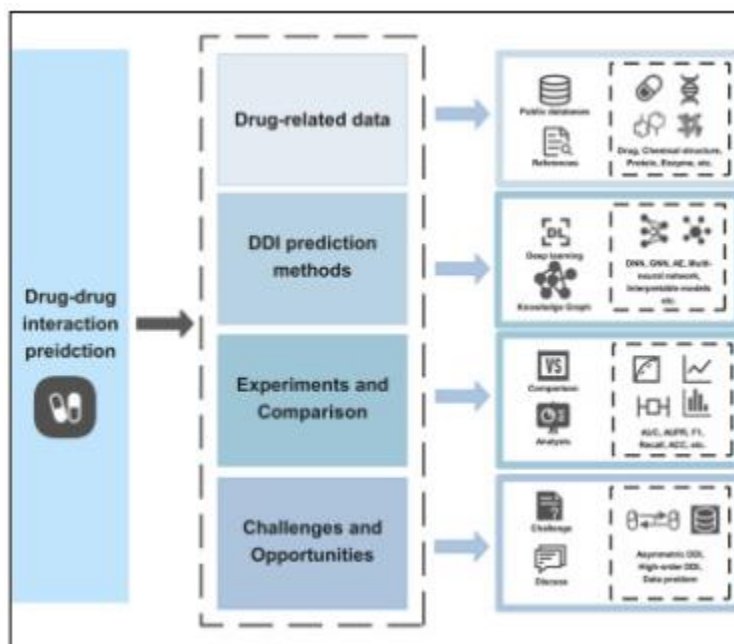 Drug-drug
interaction
preidction
Drug-related data
DDI prediction
methods
Experiments and
Comparison
Challenges and
Opportunities
Public databases
References
Drug, Chemical structure,
Protein, Enzyme, etc.
DL
Deep learning
Knowledge Graph
DNN, GNN, AE, Multi-
neural network,
Interpretable models
etc.
VS
Comparison
Analysis
AUC, AUPR, F1,
Recall, ACC, etc.
?
Challenge
Discuss
Asymmetric DDI,
High-order DDI,
Data problem